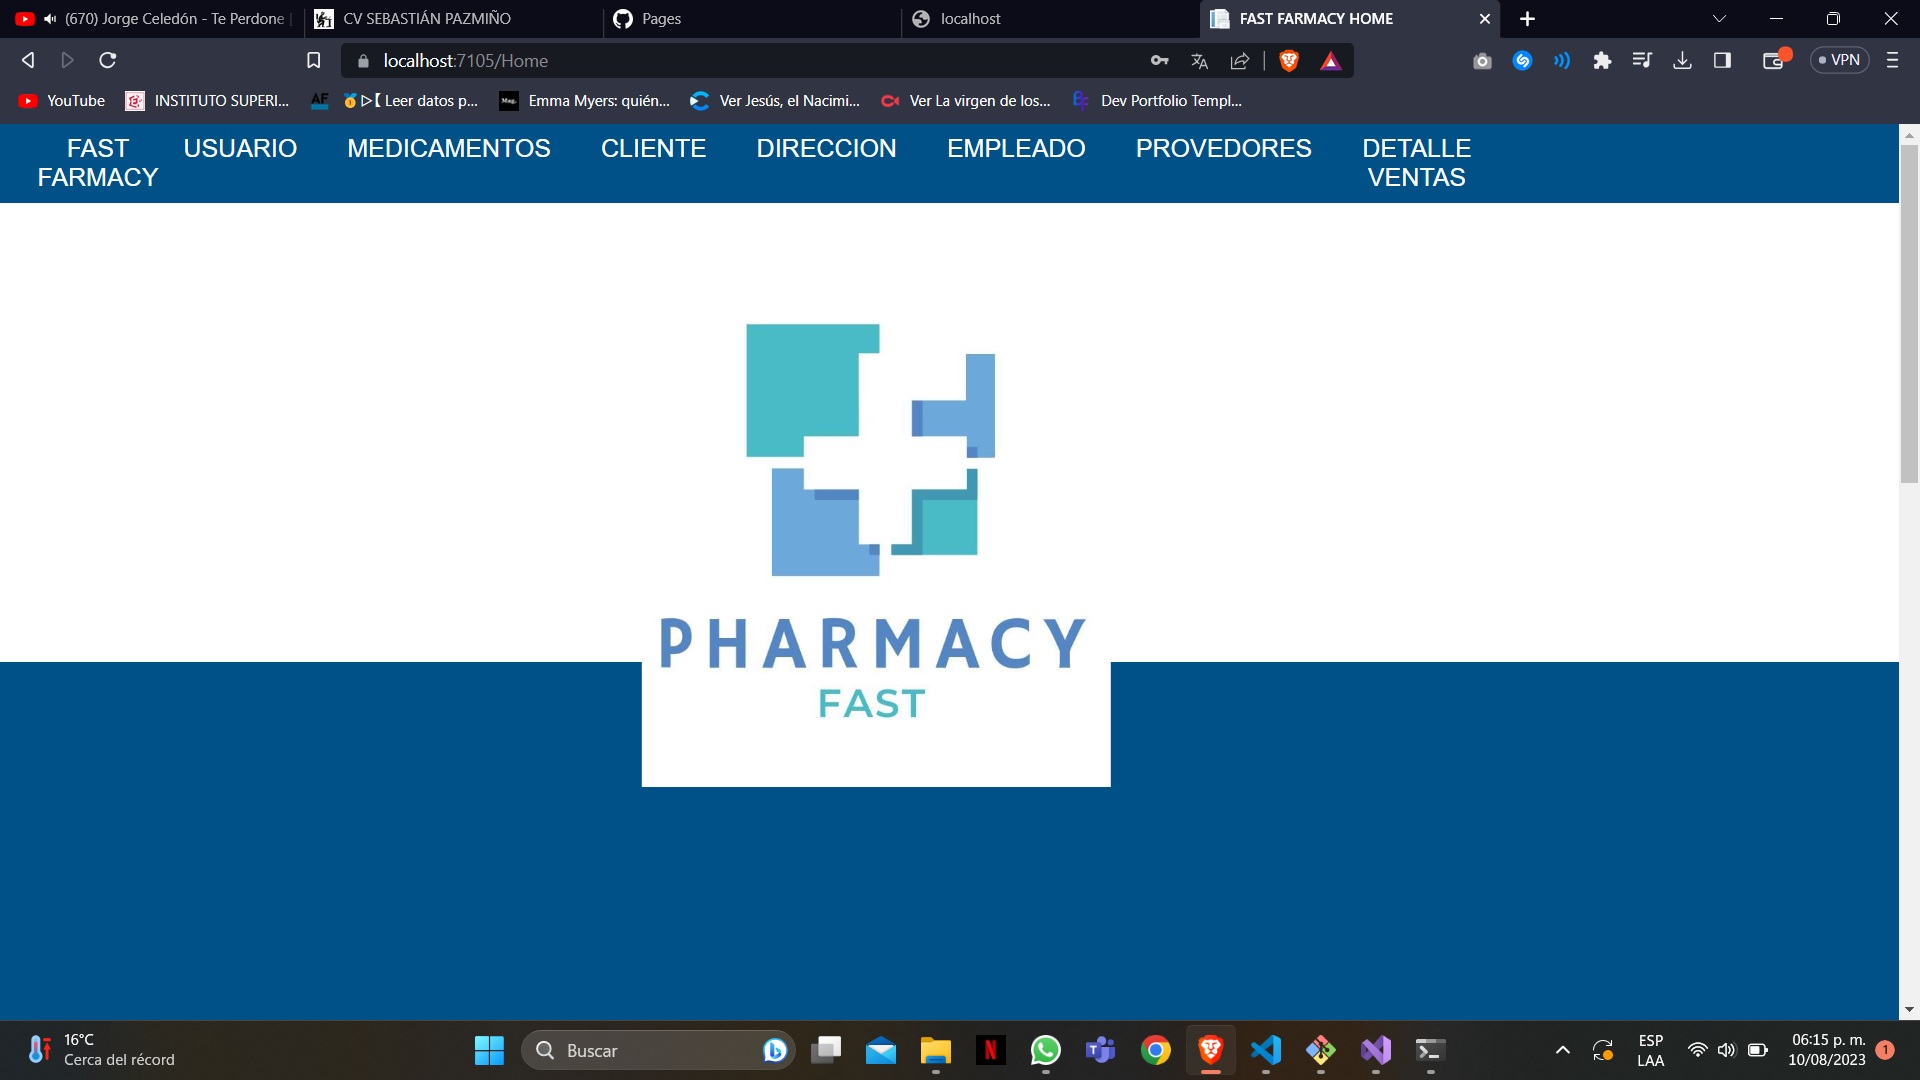 (670) Jorge Celedón - Te Perdone
CV SEBASTIÁN PAZMIÑO
Pages
localhost
FAST FARMACY HOME
localhost:7105/Home
VPN
YouTube
INSTITUTO SUPERI...
AF
Leer datos p...
Mag.
Emma Myers: quién...
Ver Jesús, el Nacimi...
Ver La virgen de los...
Dev Portfolio Templ...
FAST
FARMACY
USUARIO
MEDICAMENTOS
CLIENTE
DIRECCION
EMPLEADO
PROVEDORES
DETALLE
VENTAS
PHARMACY
FAST
16°C
Cerca del récord
Buscar
ESP
LAA
06:15 p. m.
10/08/2023
1